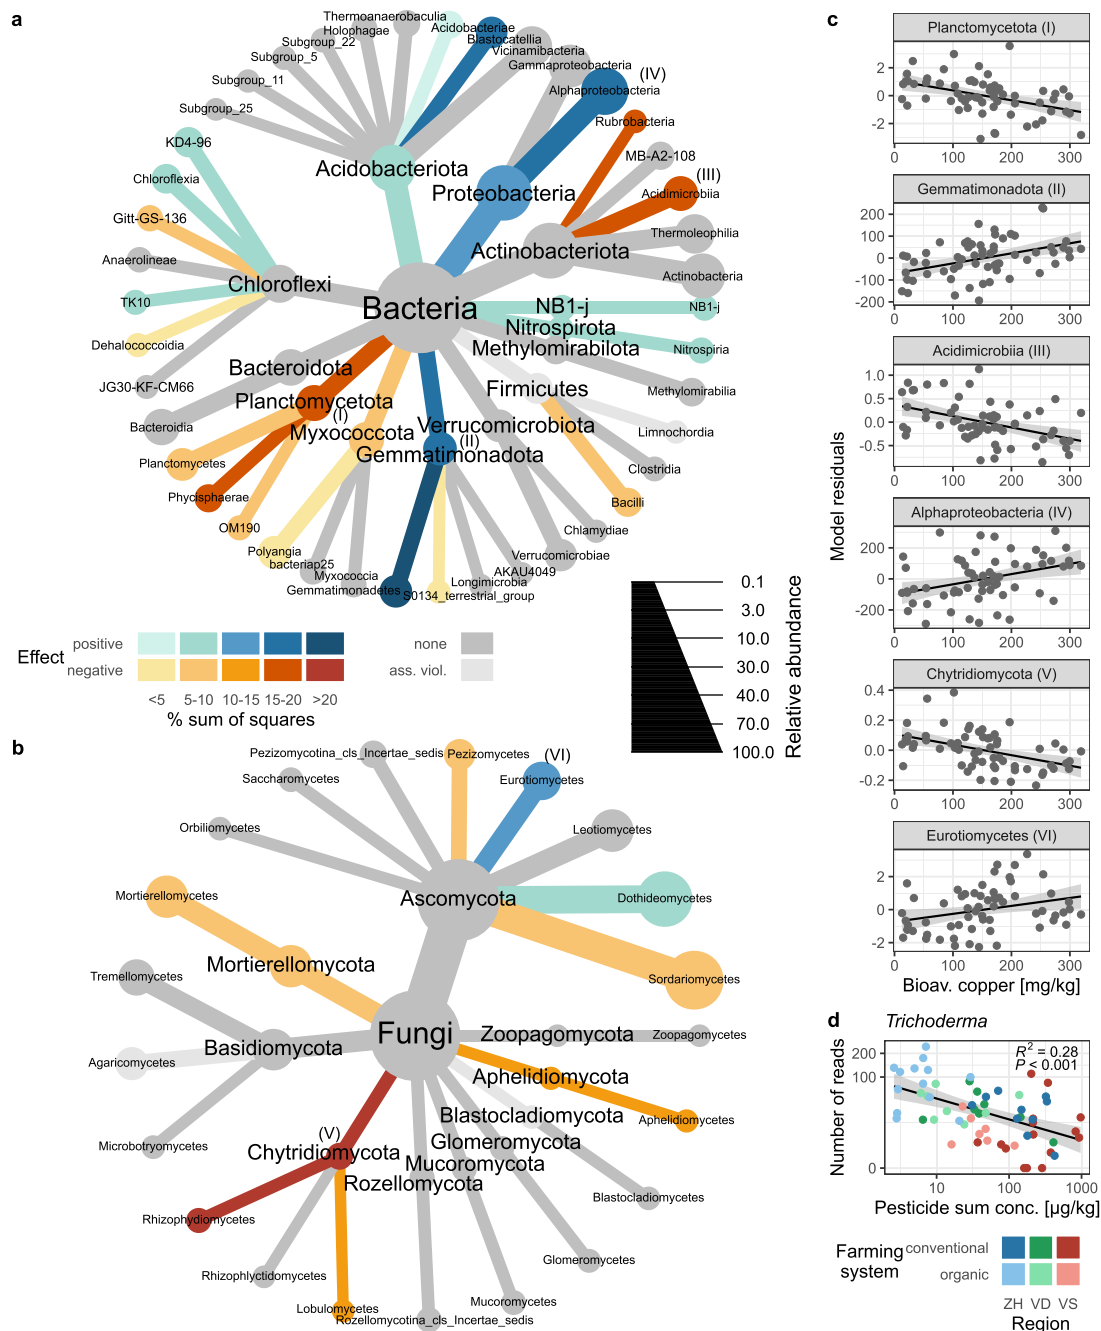 a
Thermoanaerobaculia
Holophagae
Subgroup_22
Subgroup_5
Subgroup_11
Subgroup_25
Acidobacteriae
Blastocatellia
Vicinamibacteria
Gammaproteobacteria
(IV)
Alphaproteobacteria
Rubrobacteria
MB-A2-108
(III)
Acidimicrobiia
Thermoleophilia
Actinobacteria
KD4-96
Chloroflexia
Gitt-GS-136
Anaerolineae
TK10
Dehalococcoidia
JG30-KF-CM66
Acidobacteriota
Proteobacteria
Actinobacteriota
Chloroflexi
Bacteria
NB1-j
NB1-j
Nitrospirota
Nitrospiria
Methylomirabilota
Methylomirabilia
Bacteroidota
Bacteroidia
Firmicutes
Limnochordia
Clostridia
Bacilli
Planctomycetota
(I)
Myxococcota
Verrucomicrobiota
(II)
Gemmatimonadota
Planctomycetes
Phycisphaerae
OM190
Polyangia
bacteriap25
Myxococcia
Gemmatimonadetes
S0134_terrestrial_group
Longimicrobia
AKAU4049
Verrucomicrobiae
Chlamydiae
Effect
positive
negative
none
ass. viol.
<5 5-10 10-15 15-20 >20
% sum of squares
0.1
3.0
10.0
30.0
40.0
70.0
100.0
Relative abundance
b
Pezizomycotina_cls_Incertae_sedis
Pezizomycetes
(VI)
Eurotiomycetes
Saccharomycetes
Orbiliomycetes
Leotiomycetes
Ascomycota
Dothideomycetes
Sordariomycetes
Mortierellomycetes
Mortierellomycota
Tremellomycetes
Fungi
Zoopagomycota
Zoopagomycetes
Basidiomycota
Agaricomycetes
Microbotryomycetes
Aphelidiomycota
Aphelidiomycetes
Blastocladiomycota
(V)
Chytridiomycota
Glomeromycota
Mucoromycota
Rozellomycota
Blastocladiomycetes
Rhizophydiomycetes
Rhizophlyctidomycetes
Lobulomycetes
Rozellomycotina_cls_Incertae_sedis
Mucoromycetes
Glomeromycetes
c
Model residuals
Planctomycetota (I)
2
0
-2
0 100 200 300
Gemmatimonadota (II)
200
100
0
-100
-200
0 100 200 300
Acidimicrobiia (III)
1.0
0.5
0.0
-0.5
0 100 200 300
Alphaproteobacteria (IV)
200
0
-200
0 100 200 300
Chytridiomycota (V)
0.4
0.2
0.0
-0.2
0 100 200 300
Eurotiomycetes (VI)
2
0
-2
0 100 200 300
Bioav. copper [mg/kg]
d
Trichoderma
R² = 0.28
P < 0.001
Number of reads
200
100
0
10 100 1000
Pesticide sum conc. [µg/kg]
Farming system
conventional
organic
ZH VD VS
Region